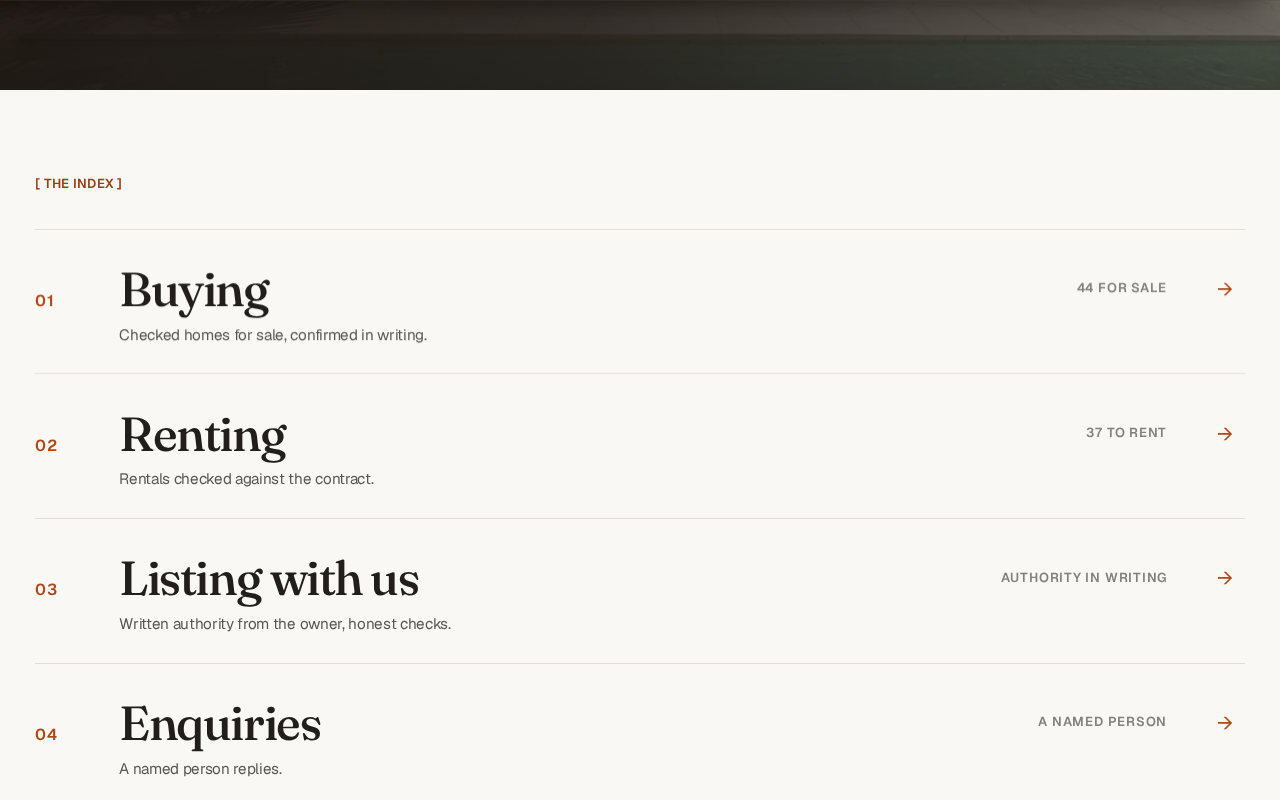 [ THE INDEX ]
01
Buying
44 FOR SALE
Checked homes for sale, confirmed in writing.
02
Renting
37 TO RENT
Rentals checked against the contract.
03
Listing with us
AUTHORITY IN WRITING
Written authority from the owner, honest checks.
04
Enquiries
A NAMED PERSON
A named person replies.